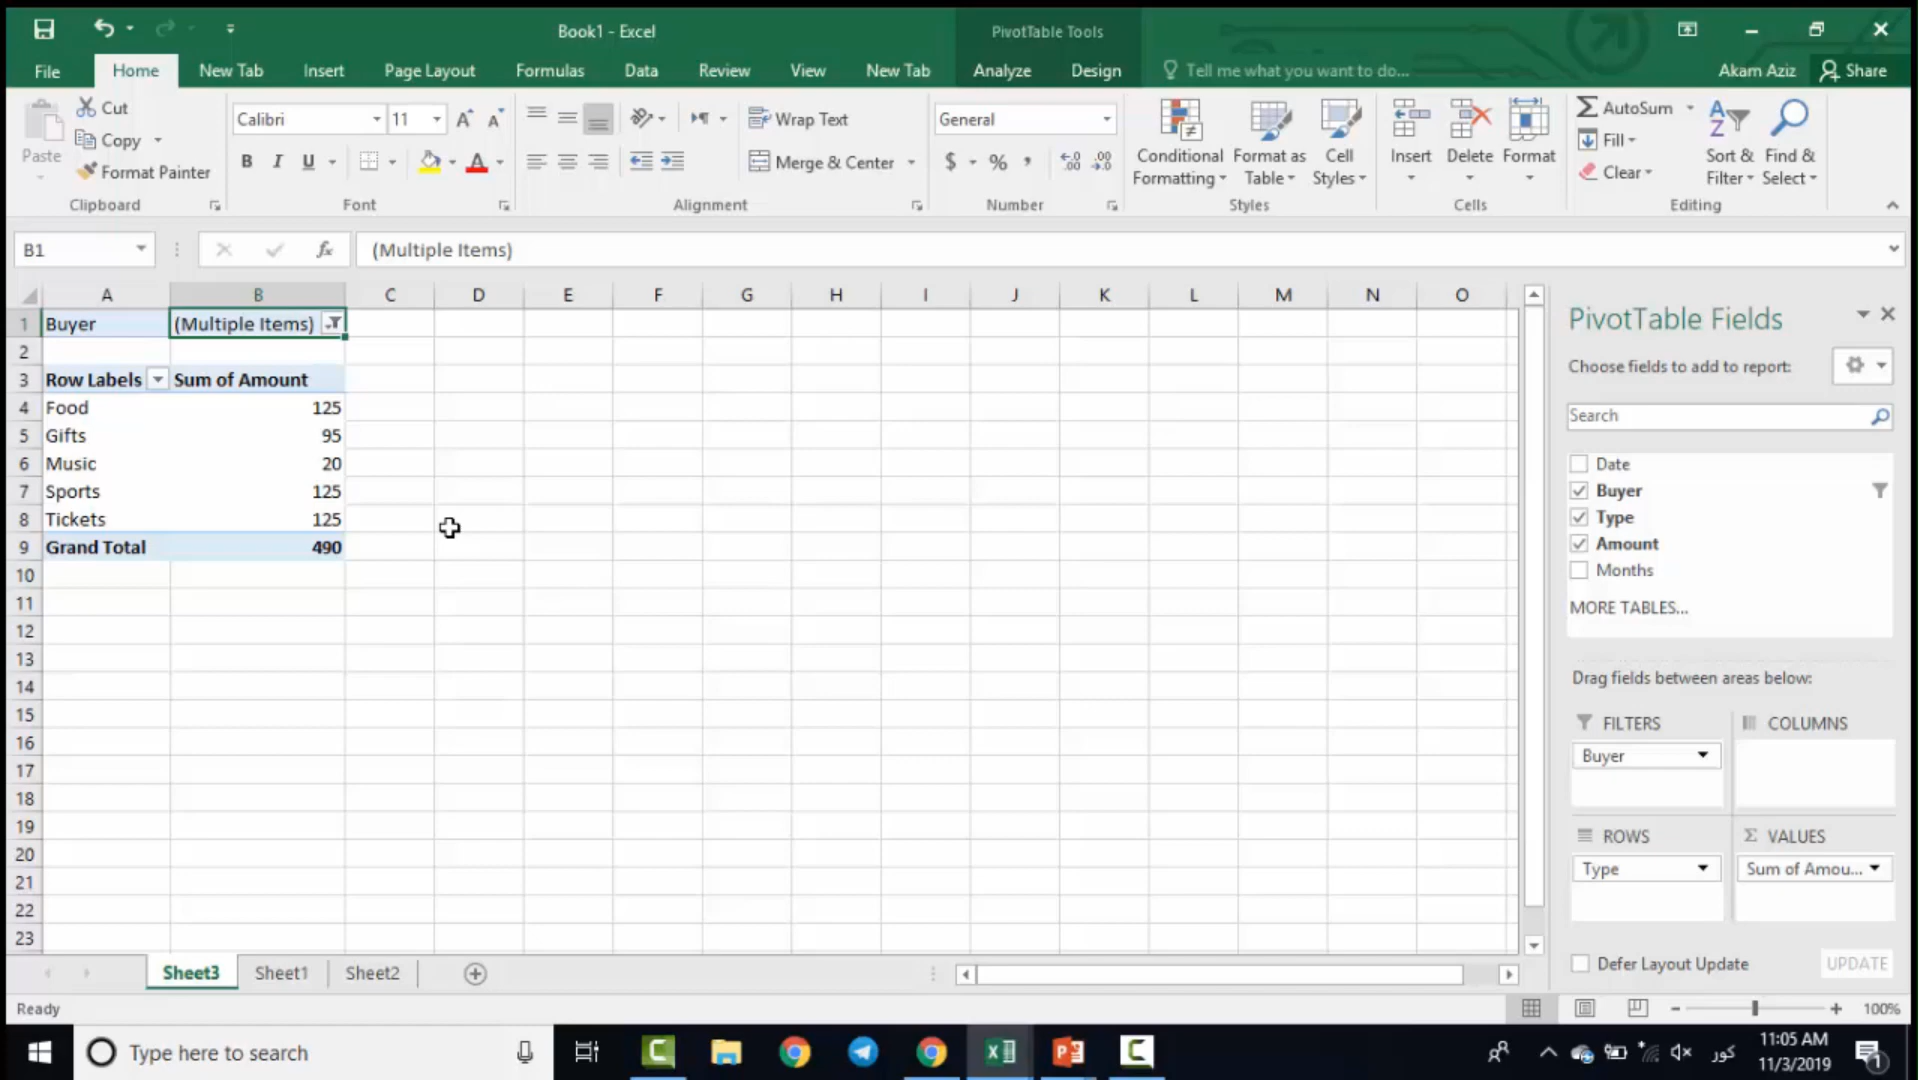 Book1 - Excel
PivotTable Tools
File
Home
New Tab
Insert
Page Layout
Formulas
Data
Review
View
New Tab
Analyze
Design
Tell me what you want to do...
Akam Aziz
Share
Paste
Cut
Copy
Format Painter
Clipboard
Calibri
11
B I U
Font
Wrap Text
Merge & Center
Alignment
General
$ % ,
Number
Conditional
Formatting
Format as
Table
Cell
Styles
Styles
Insert
Delete
Format
Cells
AutoSum
Fill
Clear
Sort &
Filter
Find &
Select
Editing
B1
fx
(Multiple Items)
A B C D E F G H I J K L M N O
1 Buyer (Multiple Items)
2
3 Row Labels Sum of Amount
4 Food 125
5 Gifts 95
6 Music 20
7 Sports 125
8 Tickets 125
9 Grand Total 490
10
11
12
13
14
15
16
17
18
19
20
21
22
23
PivotTable Fields
Choose fields to add to report:
Search
Date
Buyer
Type
Amount
Months
MORE TABLES...
Drag fields between areas below:
FILTERS
Buyer
COLUMNS
ROWS
Type
VALUES
Sum of Amou...
Defer Layout Update
UPDATE
Sheet3
Sheet1
Sheet2
Ready
100%
Type here to search
كور
11:05 AM
11/3/2019
1